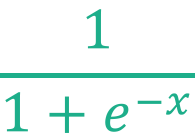 1
1 + e^{-x}